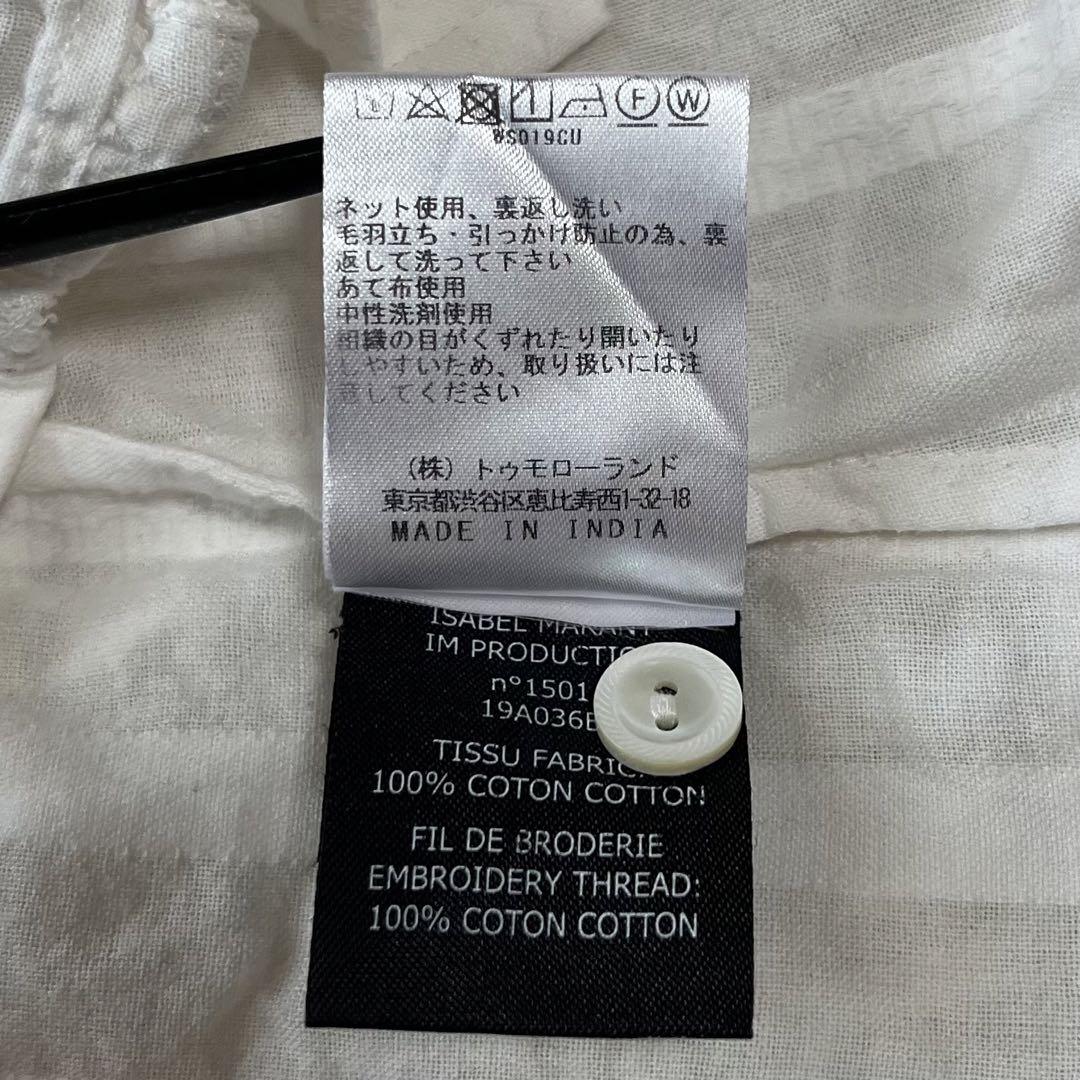 F W
ネット使用、裏返し洗い
毛羽立ち・引っかけ防止の為、裏
返して洗って下さい
あて布使用
中性洗剤使用
組織の目がくずれたり開いたり
しやすいため、取り扱いには注
意してください
(株)トゥモローランド
東京都渋谷区恵比寿西1-32-18
MADE IN INDIA
ISABEL MARANT
IM PRODUCTION
n°1501
19A036E
TISSU FABRIC
100% COTON COTTON
FIL DE BRODERIE
EMBROIDERY THREAD:
100% COTON COTTON